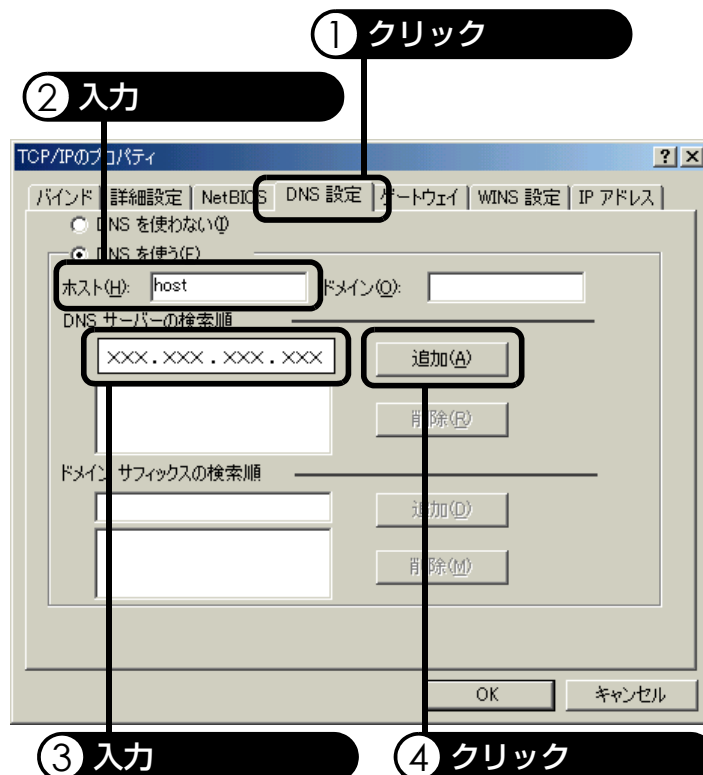 ① クリック
② 入力
TCP/IPのプロパティ
バインド 詳細設定 NetBIOS DNS 設定 ゲートウェイ WINS 設定 IP アドレス
DNS を使わない(I)
DNS を使う(E)
ホスト(H): host ドメイン(O):
DNS サーバーの検索順
×××.×××.×××.××× 追加(A)
削除(R)
ドメイン サフィックスの検索順
追加(D)
削除(M)
OK キャンセル
③ 入力 ④ クリック